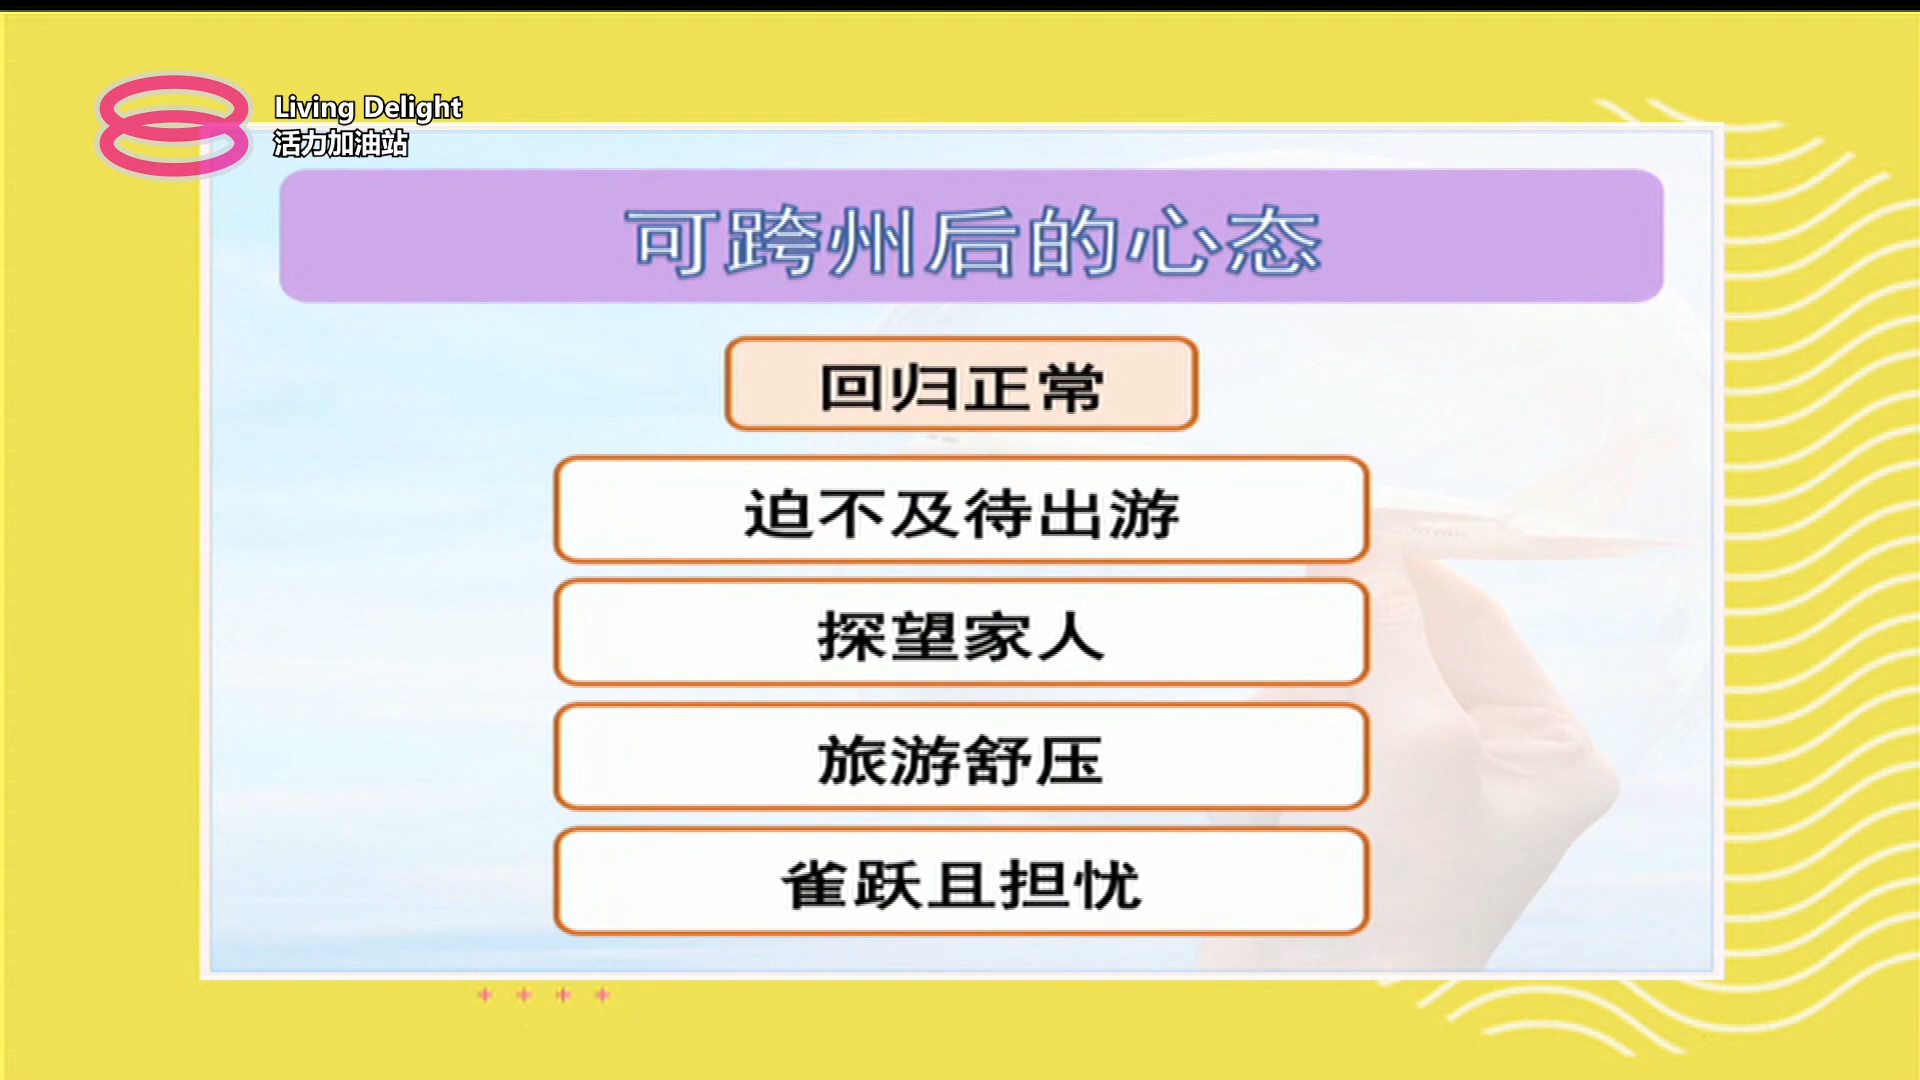 Living Delight
活力加油站
可跨州后的心态
回归正常
迫不及待出游
探望家人
旅游舒压
雀跃且担忧